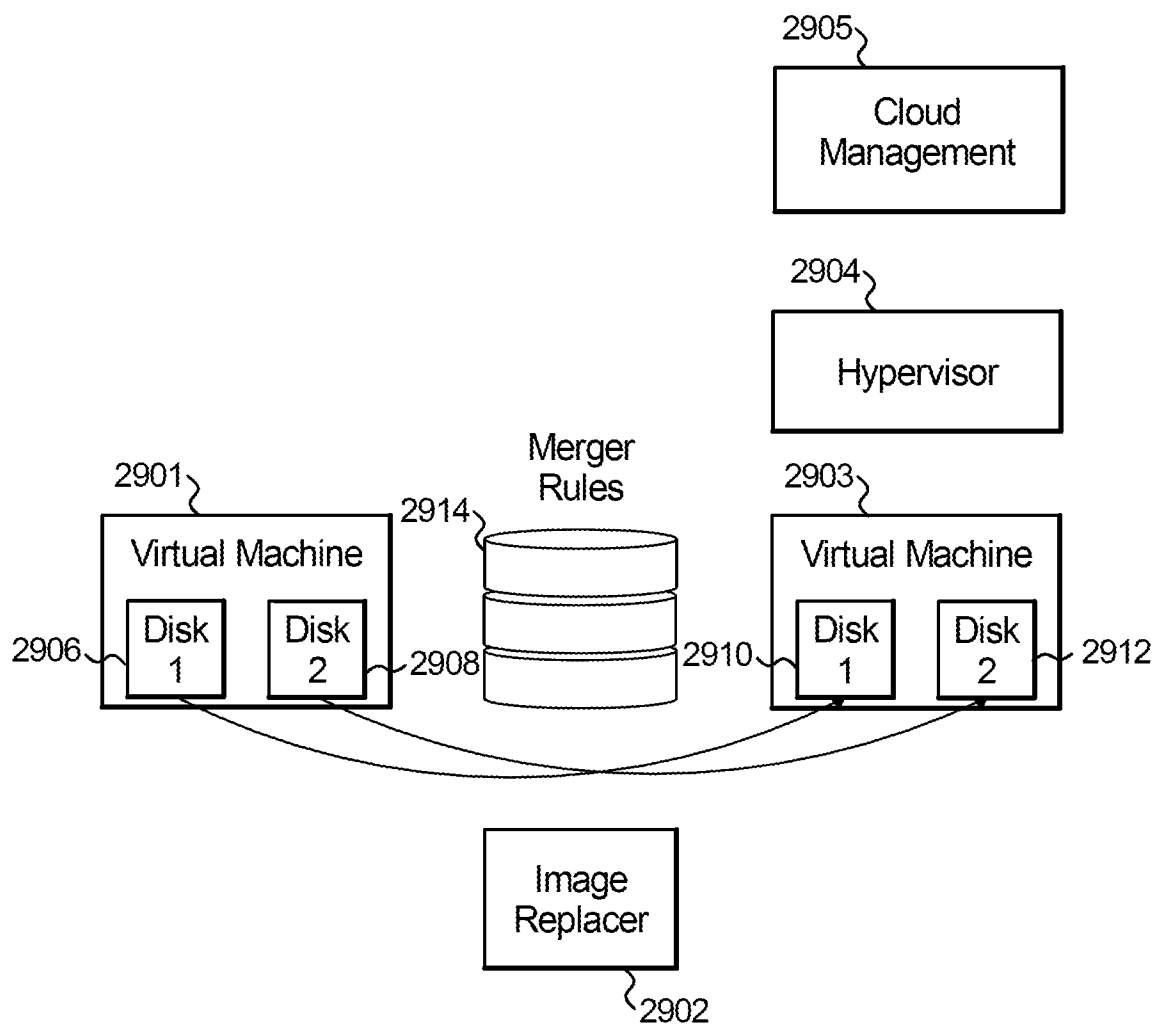 2905
Cloud
Management
2904
Hypervisor
Merger
Rules
2901
2914
2903
Virtual Machine
Virtual Machine
Disk
1
Disk
2
Disk
1
Disk
2
2906
2908
2910
2912
Image
Replacer
2902